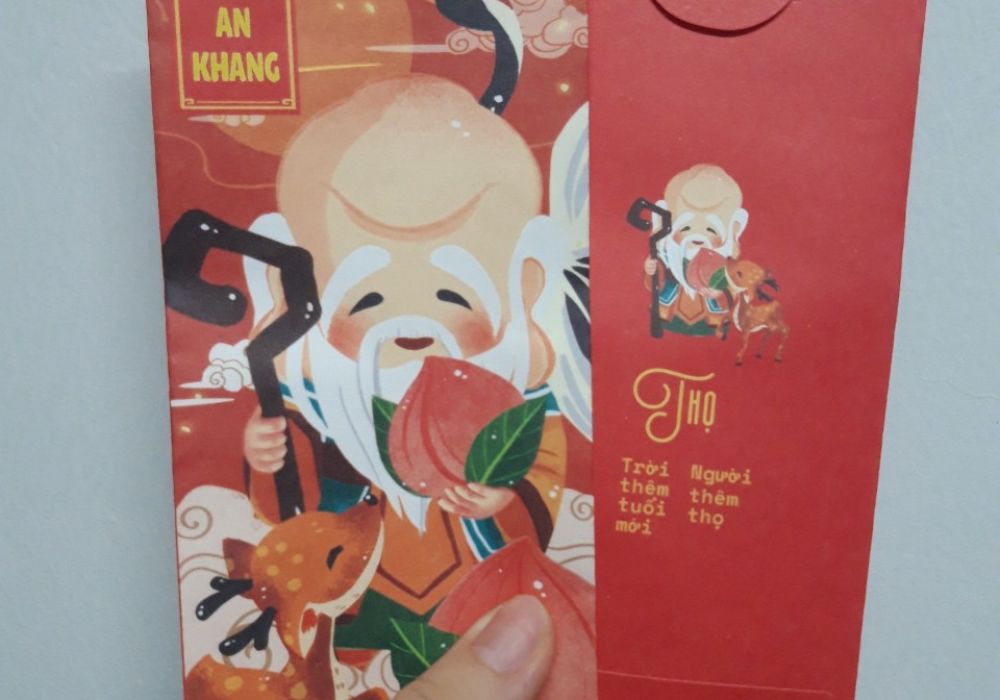 AN
KHANG
Thọ
Trời
thêm
tuổi
mới
Người
thêm
thọ